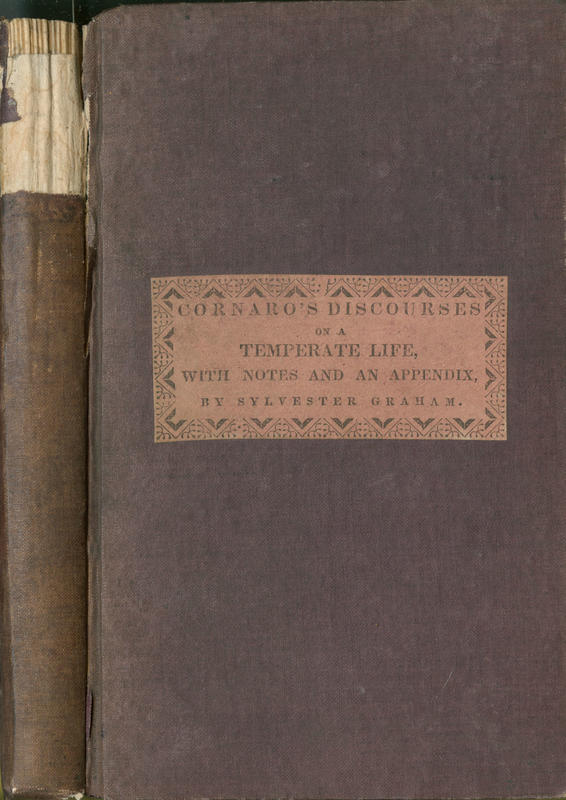 CORNARO'S DISCOURSES
ON A
TEMPERATE LIFE,
WITH NOTES AND AN APPENDIX,
BY SYLVESTER GRAHAM.